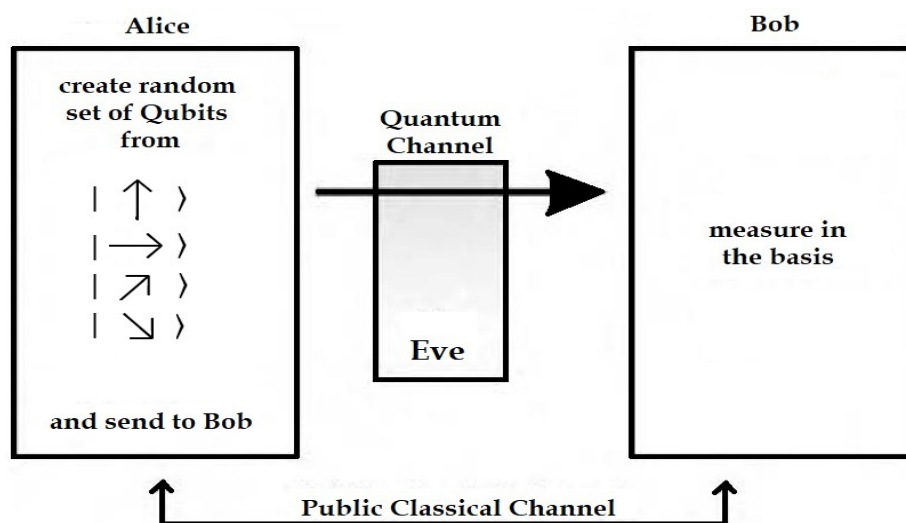 Alice
create random
set of Qubits
from
| ↑ ⟩
| → ⟩
| ↗ ⟩
| ↘ ⟩
and send to Bob
Quantum
Channel
Eve
Bob
measure in
the basis
Public Classical Channel